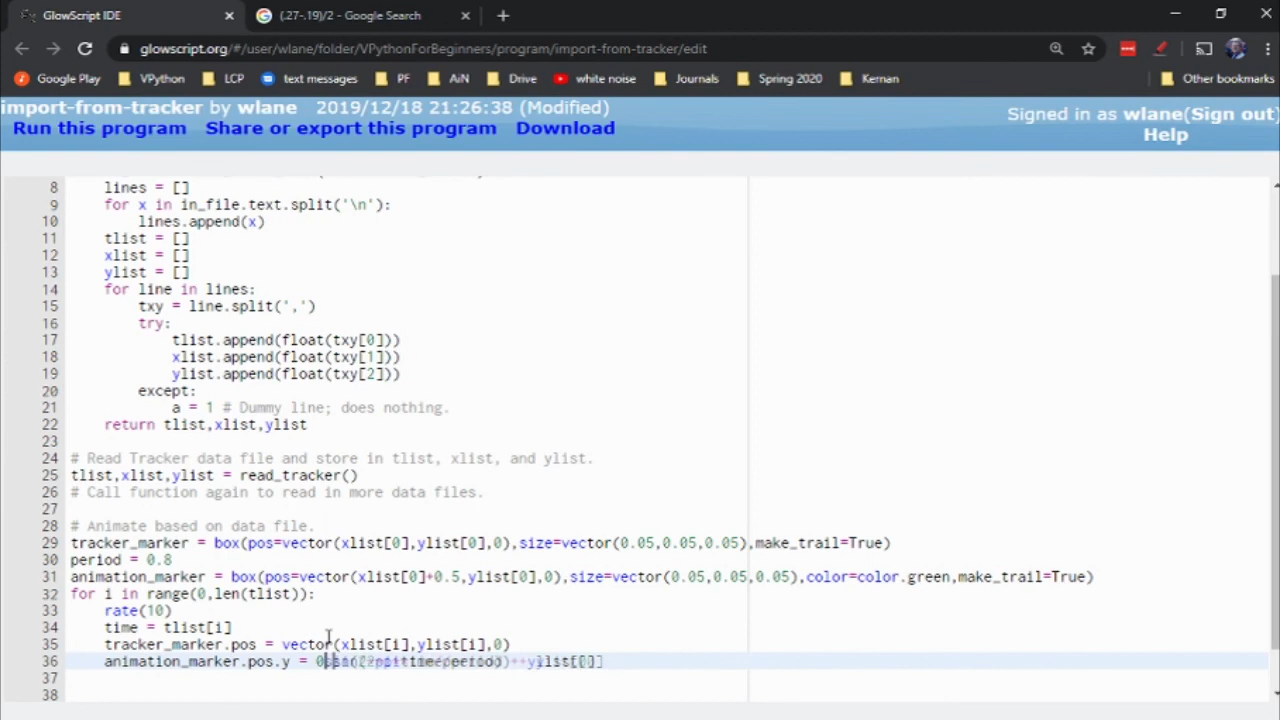 GlowScript IDE
(.27-.19)/2 - Google Search
glowscript.org/#/user/wlane/folder/VPythonForBeginners/program/import-from-tracker/edit
Google Play VPython LCP text messages PF AiN Drive white noise Journals Spring 2020 Kernan Other bookmarks
import-from-tracker by wlane 2019/12/18 21:26:38 (Modified)
Signed in as wlane(Sign out)
Run this program Share or export this program Download
Help
8 lines = []
9 for x in in_file.text.split('\n'):
10 lines.append(x)
11 tlist = []
12 xlist = []
13 ylist = []
14 for line in lines:
15 txy = line.split(',')
16 try:
17 tlist.append(float(txy[0]))
18 xlist.append(float(txy[1]))
19 ylist.append(float(txy[2]))
20 except:
21 a = 1 # Dummy line; does nothing.
22 return tlist,xlist,ylist
23
24 # Read Tracker data file and store in tlist, xlist, and ylist.
25 tlist,xlist,ylist = read_tracker()
26 # Call function again to read in more data files.
27
28 # Animate based on data file.
29 tracker_marker = box(pos=vector(xlist[0],ylist[0],0),size=vector(0.05,0.05,0.05),make_trail=True)
30 period = 0.8
31 animation_marker = box(pos=vector(xlist[0]+0.5,ylist[0],0),size=vector(0.05,0.05,0.05),color=color.green,make_trail=True)
32 for i in range(0,len(tlist)):
33 rate(10)
34 time = tlist[i]
35 tracker_marker.pos = vector(xlist[i],ylist[i],0)
36 animation_marker.pos.y =
37
38